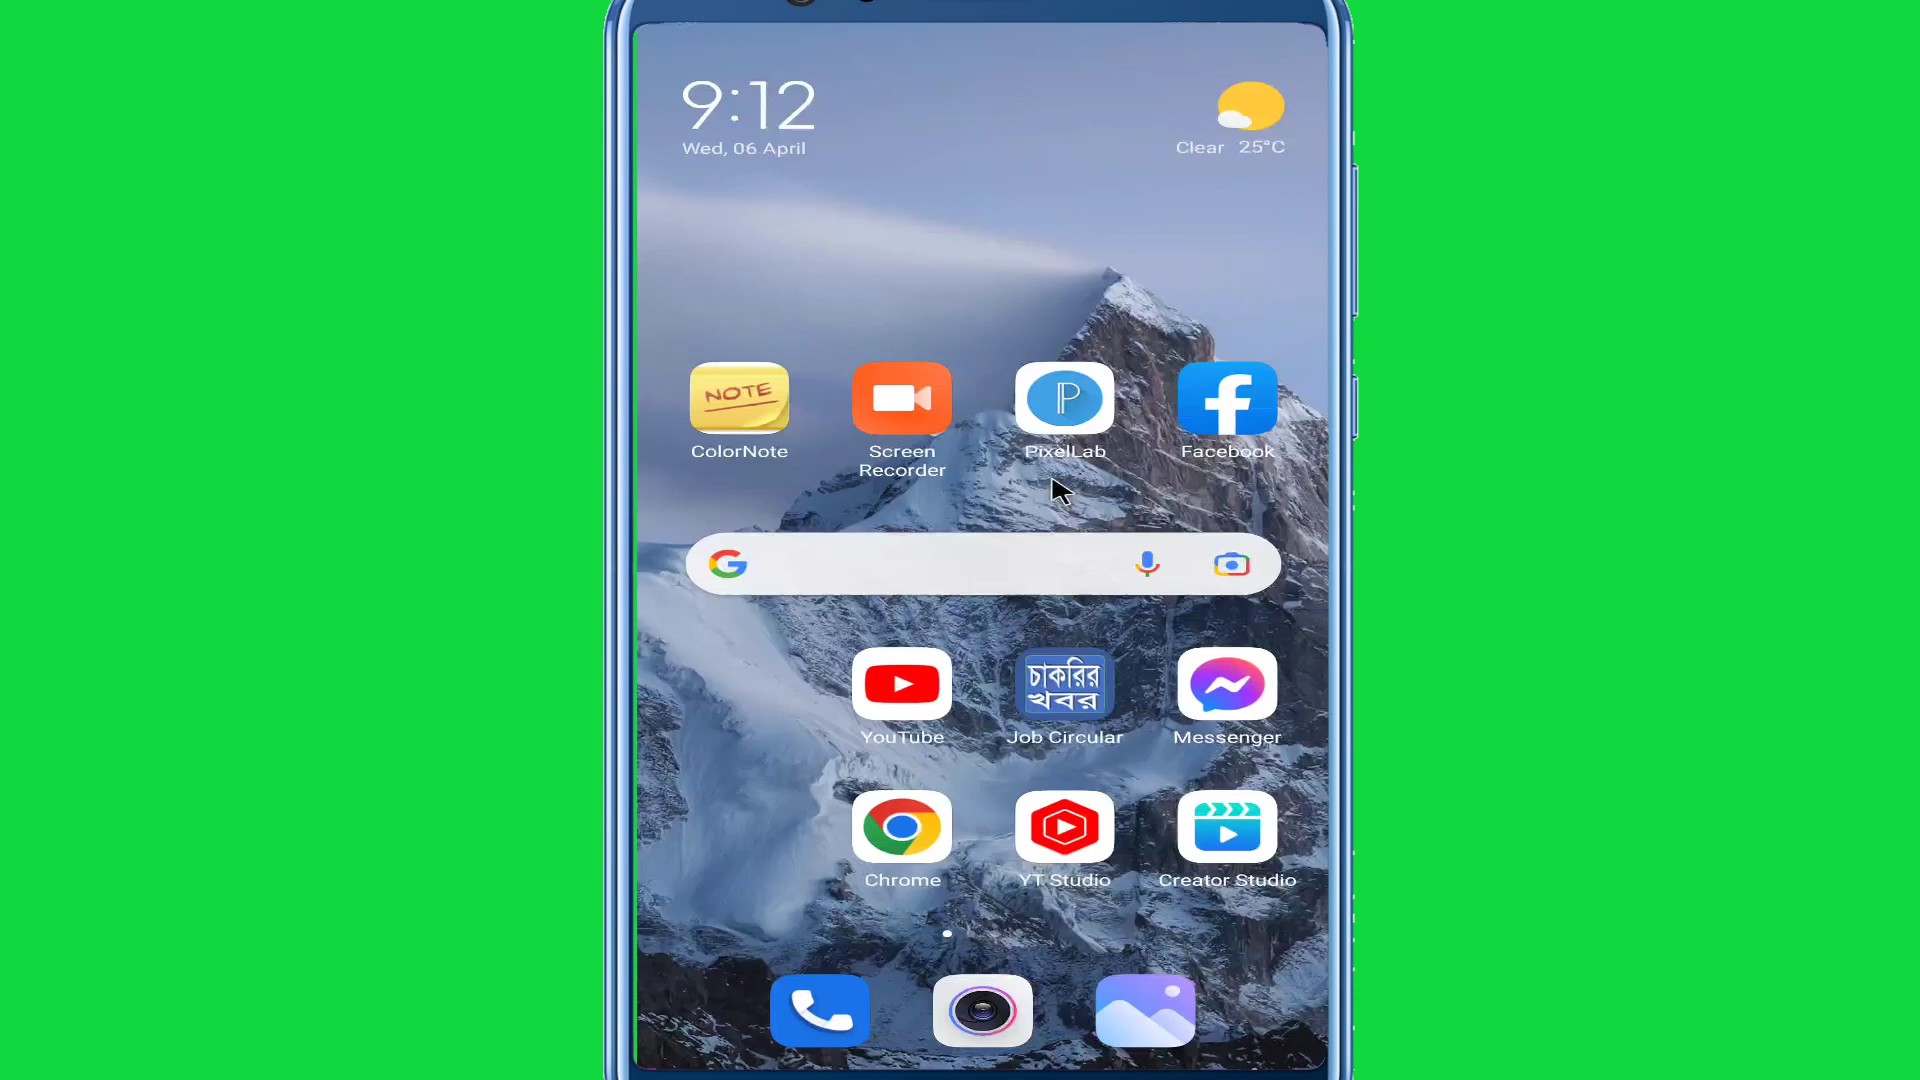 9:12
Wed, 06 April
Clear 25°C
NOTE
P
f
ColorNote
Screen
Recorder
PixelLab
Facebook
G
চাকরির
খবর
YouTube
Job Circular
Messenger
Chrome
YT Studio
Creator Studio